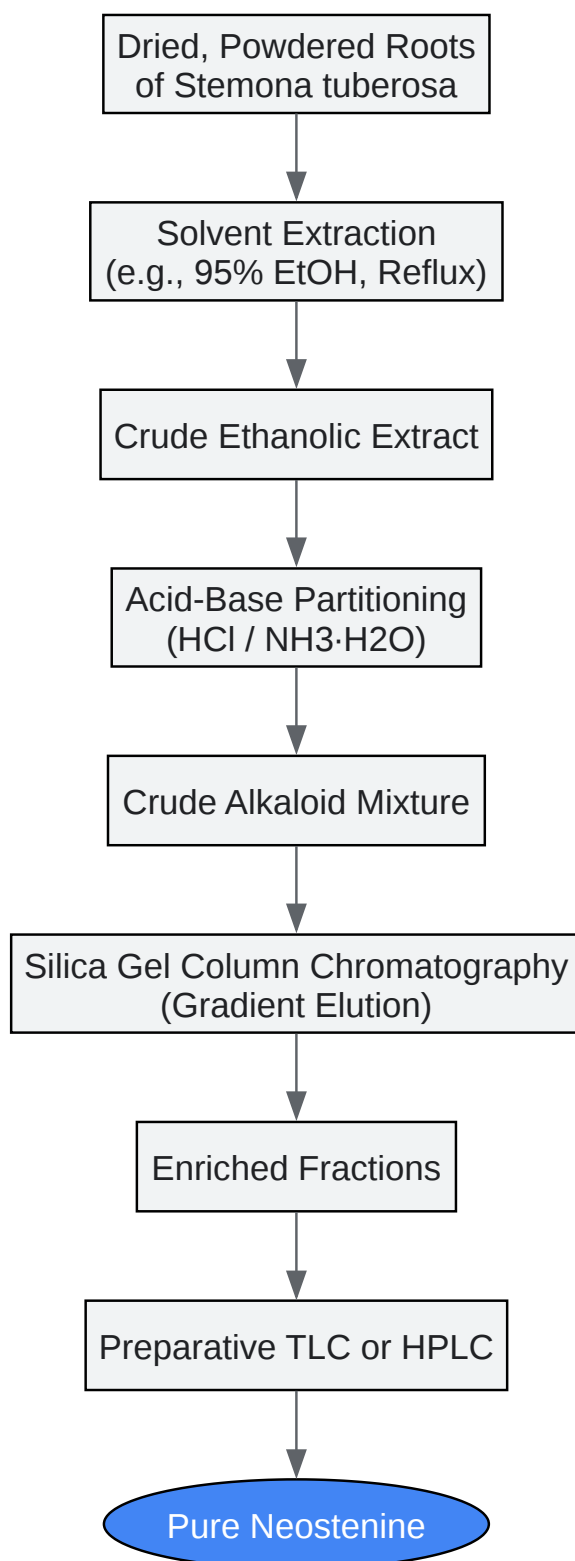 Dried, Powdered Roots
of Stemona tuberosa
Solvent Extraction
(e.g., 95% EtOH, Reflux)
Crude Ethanolic Extract
Acid-Base Partitioning
(HCl / NH3·H2O)
Crude Alkaloid Mixture
Silica Gel Column Chromatography
(Gradient Elution)
Enriched Fractions
Preparative TLC or HPLC
Pure Neostenine